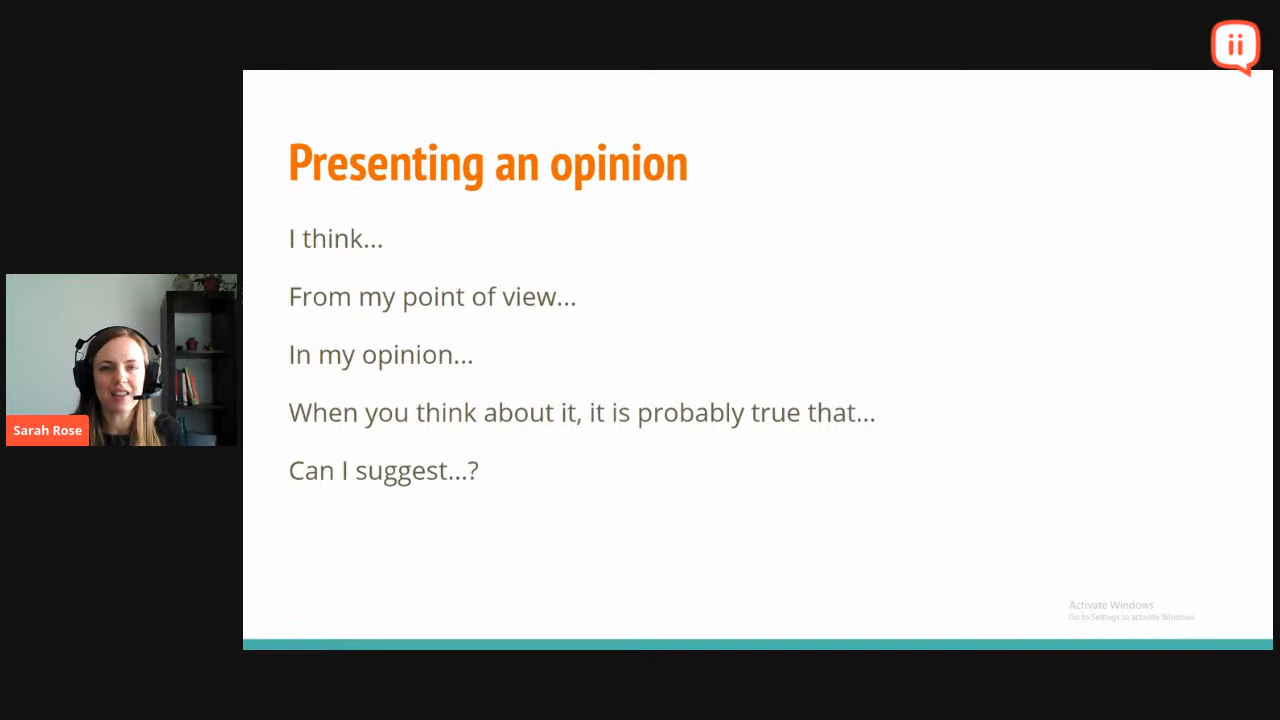 Presenting an opinion
I think...
From my point of view...
In my opinion...
When you think about it, it is probably true that...
Can I suggest...?
Sarah Rose
Activate Windows
Go to Settings to activate Windows.